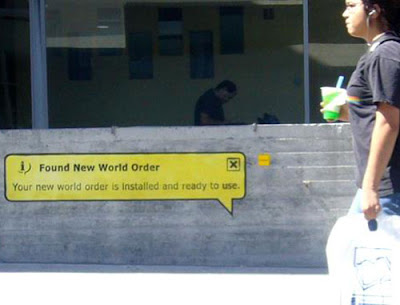 Found New World Order
Your new world order is installed and ready to use.